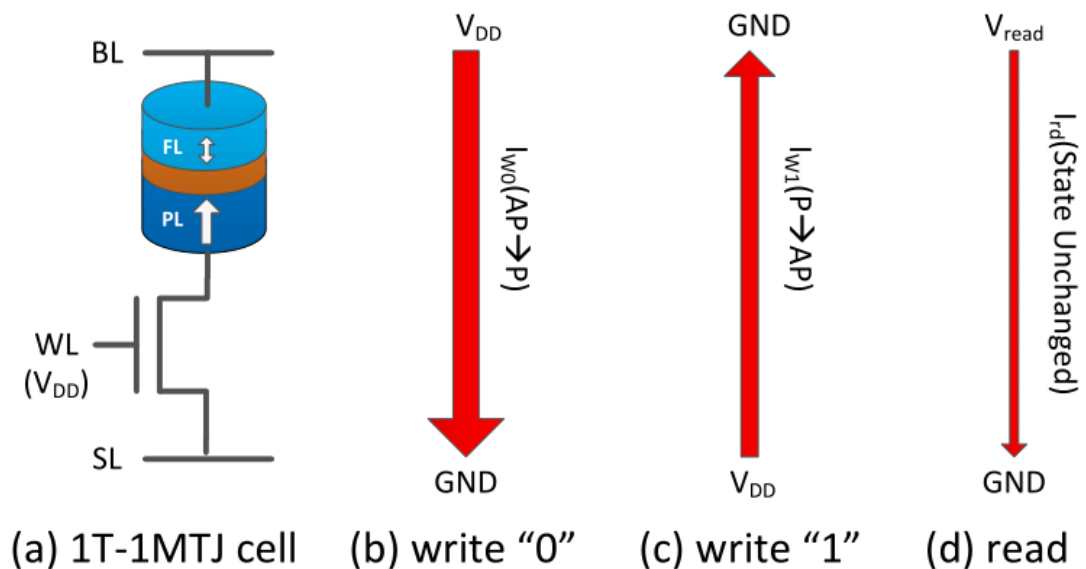 BL
FL
PL
WL
(V_DD)
SL
V_DD
I_W0(AP→P)
GND
GND
I_W1(P→AP)
V_DD
V_read
I_rd(State Unchanged)
GND
(a) 1T-1MTJ cell
(b) write “0”
(c) write “1”
(d) read